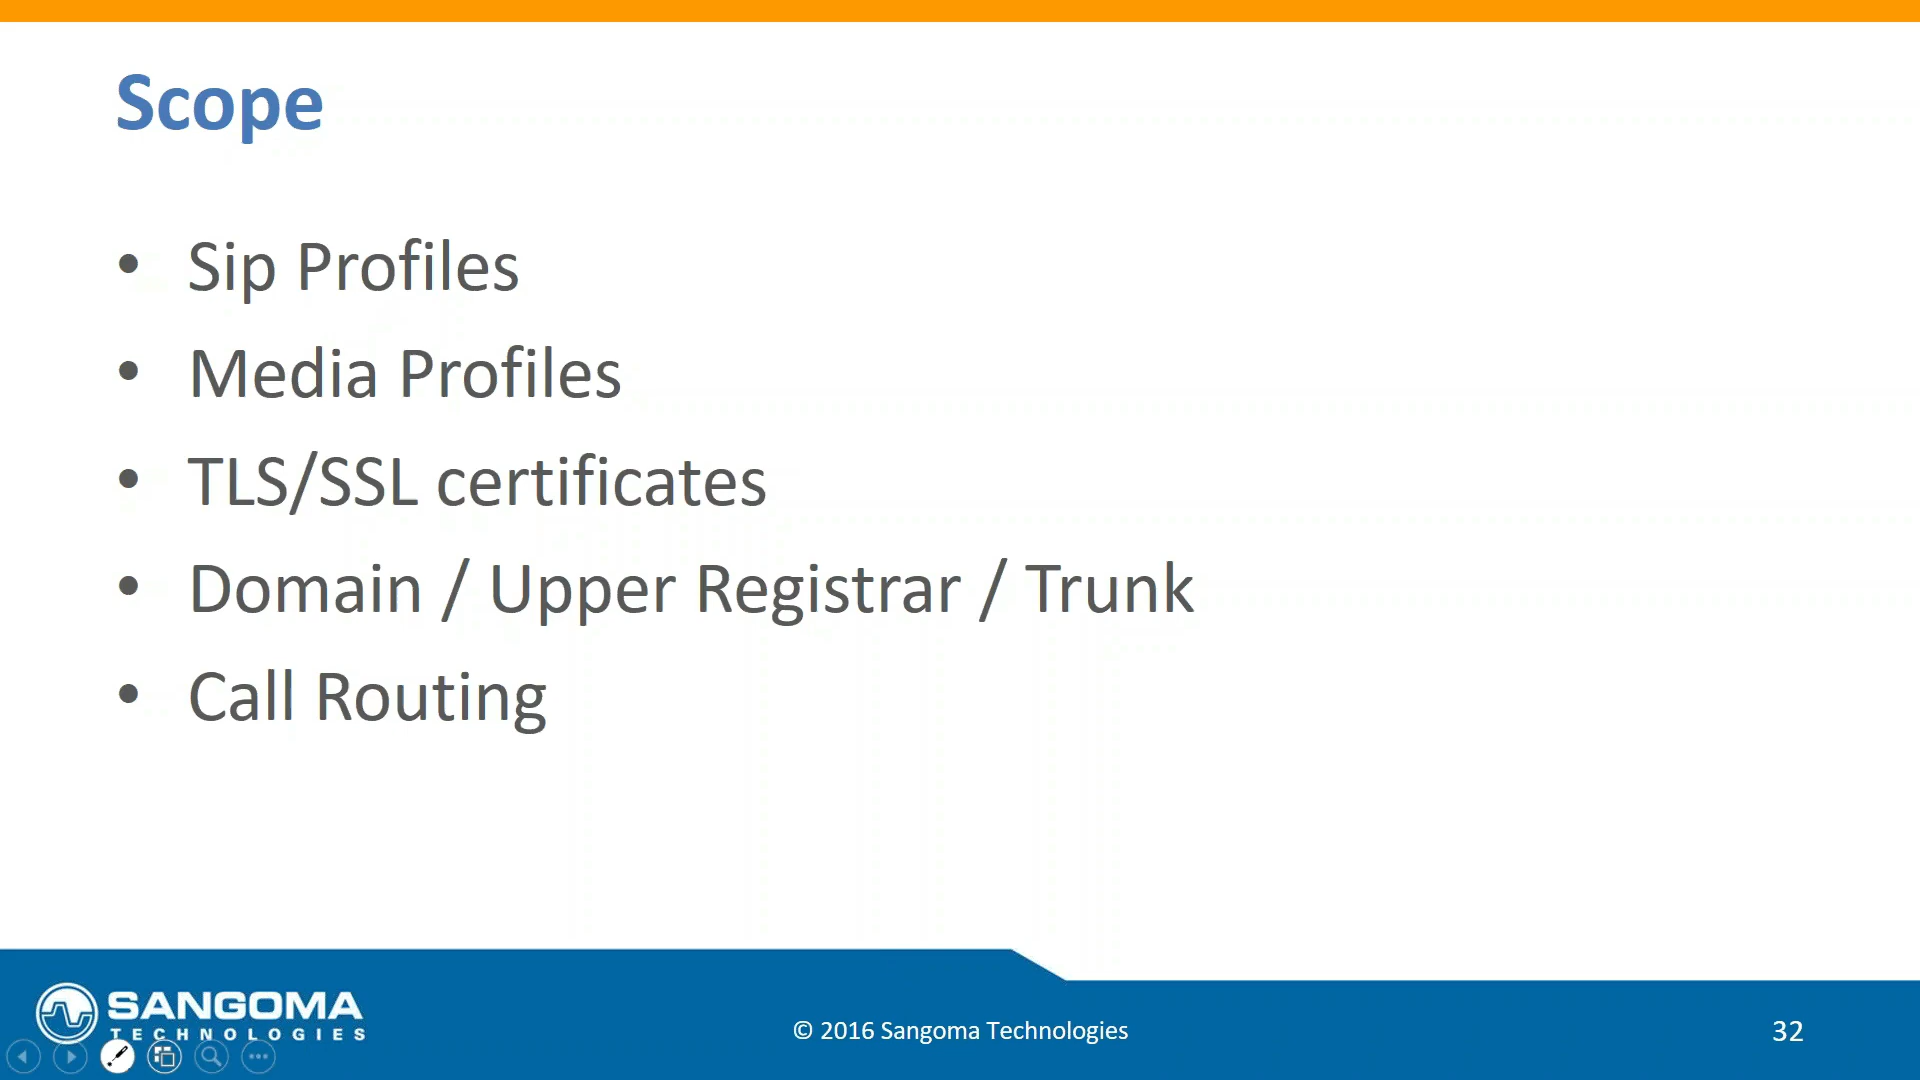 Scope
• Sip Profiles
• Media Profiles
• TLS/SSL certificates
• Domain / Upper Registrar / Trunk
• Call Routing
SANGOMA
TECHNOLOGIES
© 2016 Sangoma Technologies
32